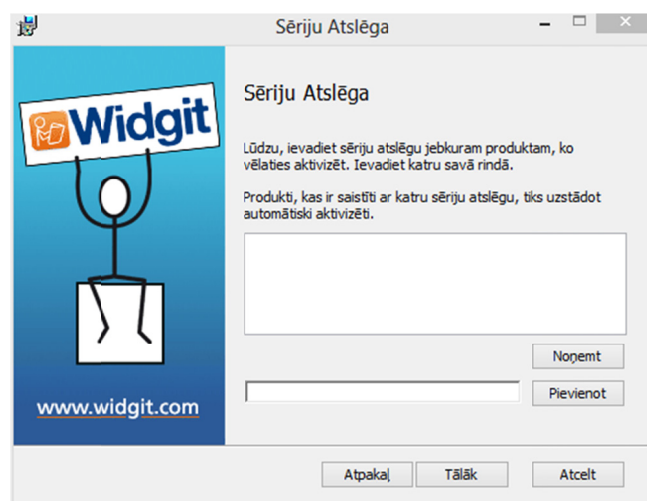 Sēriju Atslēga
Widgit
Sēriju Atslēga
Lūdzu, ievadiet sēriju atslēgu jebkuram produktam, ko
vēlaties aktivizēt. Ievadiet katru savā rindā.
Produkti, kas ir saistīti ar katru sēriju atslēgu, tiks uzstādot
automātiski aktivizēti.
Noņemt
Pievienot
www.widgit.com
Atpakaļ
Tālāk
Atcelt